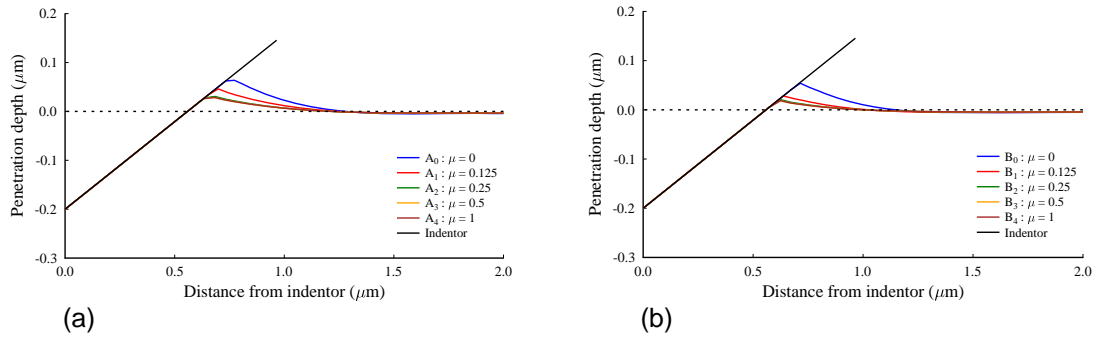 0.2
0.1
0.0
-0.1
-0.2
-0.3
Penetration depth (μm)
0.0
0.5
1.0
1.5
2.0
Distance from indentor (μm)
A₀ : μ = 0
A₁ : μ = 0.125
A₂ : μ = 0.25
A₃ : μ = 0.5
A₄ : μ = 1
Indentor
(a)
0.2
0.1
0.0
-0.1
-0.2
-0.3
Penetration depth (μm)
0.0
0.5
1.0
1.5
2.0
Distance from indentor (μm)
B₀ : μ = 0
B₁ : μ = 0.125
B₂ : μ = 0.25
B₃ : μ = 0.5
B₄ : μ = 1
Indentor
(b)